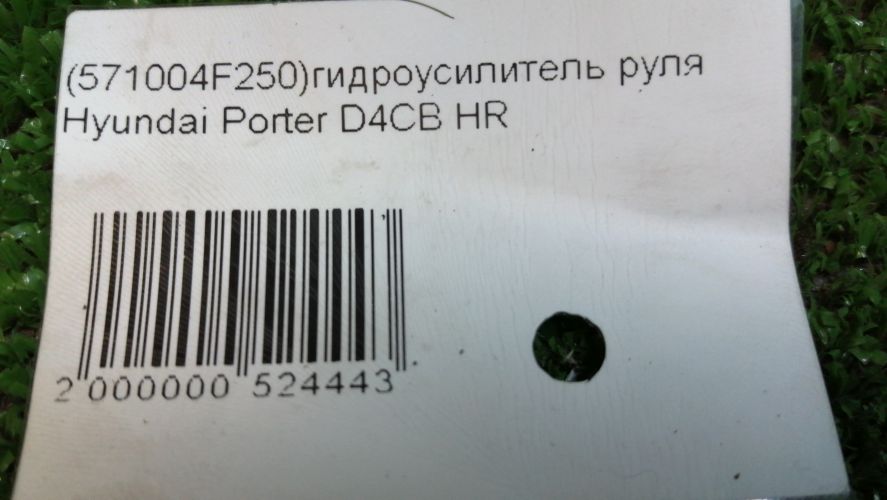 (571004F250)гидроусилитель руля
Hyundai Porter D4CB HR
2 000000 524443